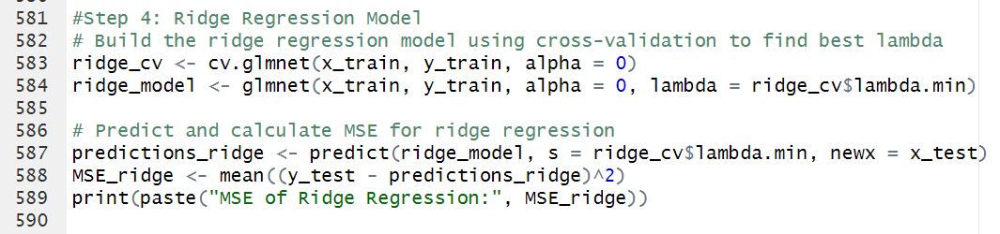 580
581 #Step 4: Ridge Regression Model
582 # Build the ridge regression model using cross-validation to find best lambda
583 ridge_cv <- cv.glmnet(x_train, y_train, alpha = 0)
584 ridge_model <- glmnet(x_train, y_train, alpha = 0, lambda = ridge_cv$lambda.min)
585
586 # Predict and calculate MSE for ridge regression
587 predictions_ridge <- predict(ridge_model, s = ridge_cv$lambda.min, newx = x_test)
588 MSE_ridge <- mean((y_test - predictions_ridge)^2)
589 print(paste("MSE of Ridge Regression:", MSE_ridge))
590